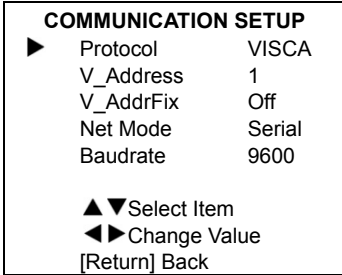 COMMUNICATION SETUP
▶ Protocol VISCA
V_Address 1
V_AddrFix Off
Net Mode Serial
Baudrate 9600
▲▼Select Item
◀▶Change Value
[Return] Back